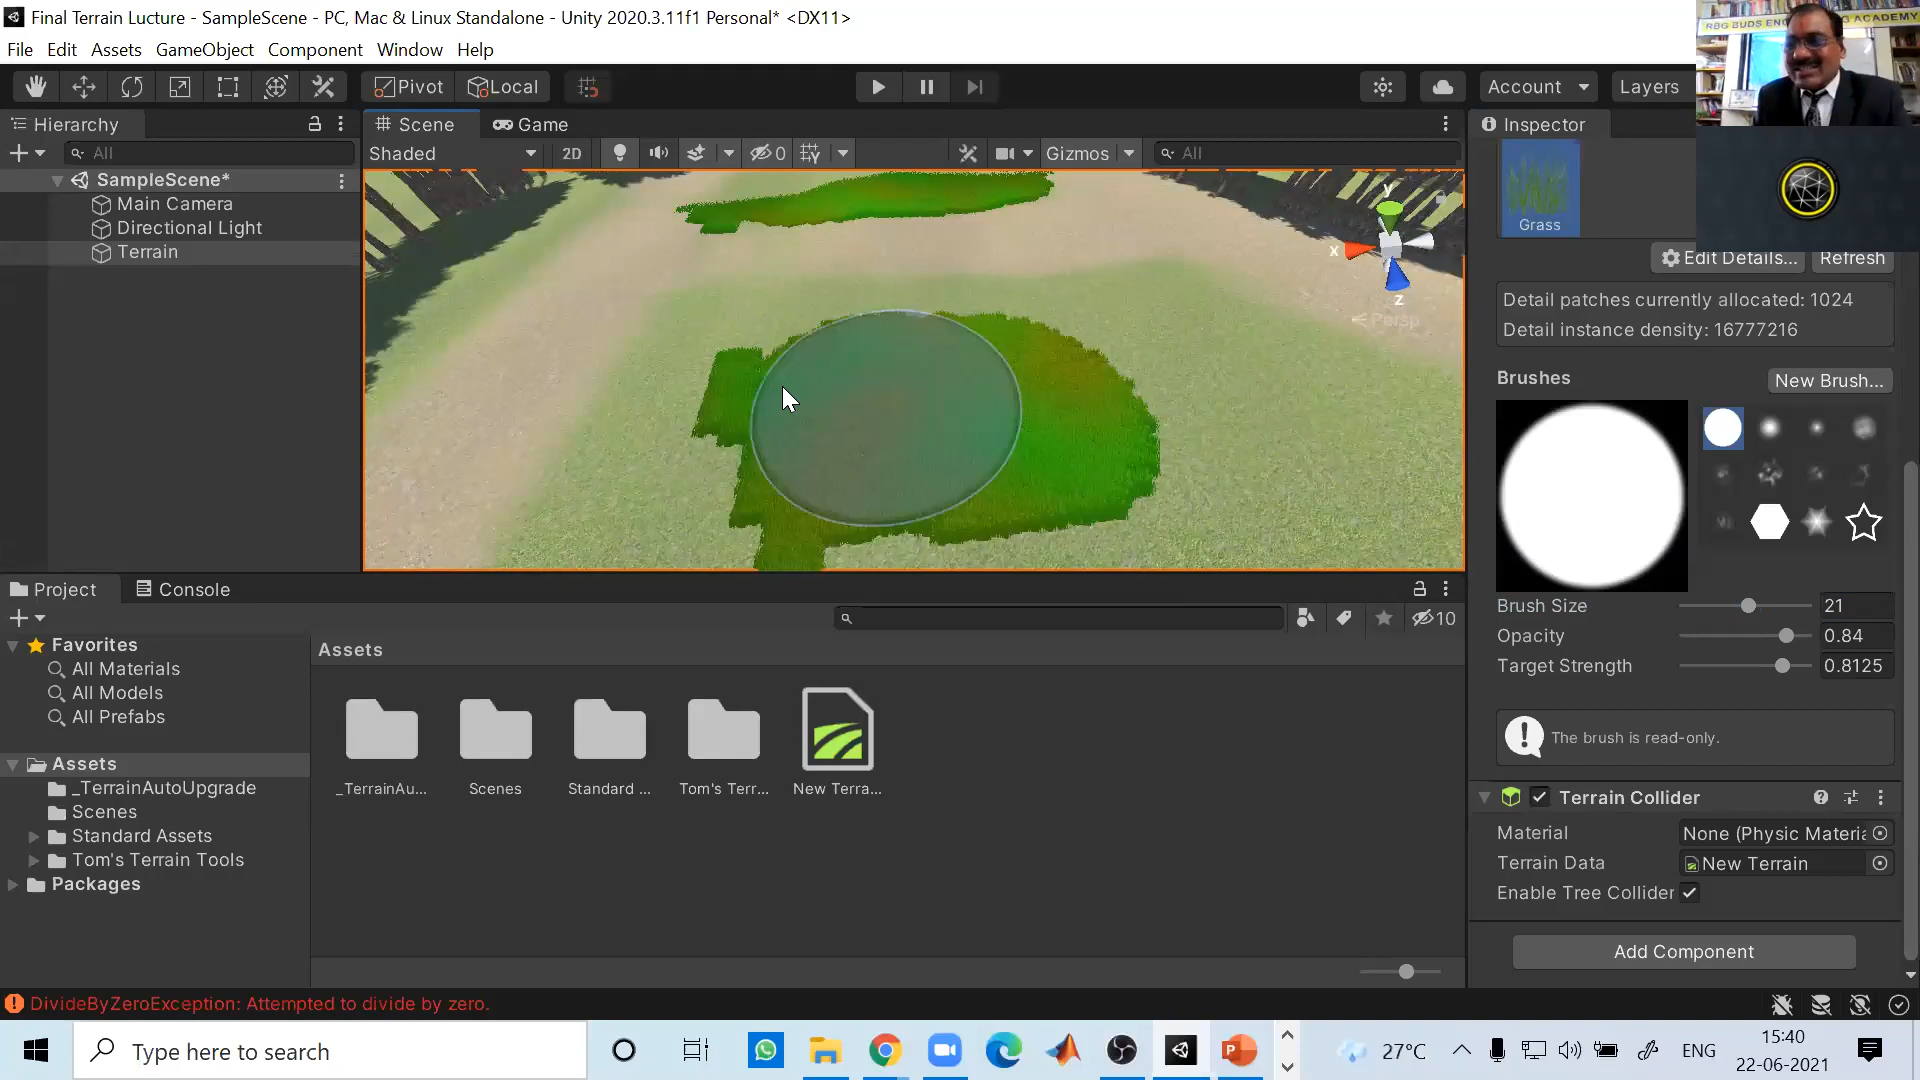 Final Terrain Lucture - SampleScene - PC, Mac & Linux Standalone - Unity 2020.3.11f1 Personal* <DX11>
File Edit Assets GameObject Component Window Help
Pivot Local Account Layers
Hierarchy
All
SampleScene*
Main Camera
Directional Light
Terrain
Scene Game
Shaded 2D 0 Gizmos All
y
x
z
Persp
Inspector
Grass
Edit Details... Refresh
Detail patches currently allocated: 1024
Detail instance density: 16777216
Brushes New Brush...
Brush Size 21
Opacity 0.84
Target Strength 0.8125
The brush is read-only.
Terrain Collider
Material None (Physic Materia
Terrain Data New Terrain
Enable Tree Collider
Add Component
Project Console
10
Favorites
All Materials
All Models
All Prefabs
Assets
_TerrainAutoUpgrade
Scenes
Standard Assets
Tom's Terrain Tools
Packages
Assets
_TerrainAu... Scenes Standard ... Tom's Terr... New Terra...
DivideByZeroException: Attempted to divide by zero.
Type here to search
27°C ENG 15:40
22-06-2021
RBG BUDS ENG ACADEMY